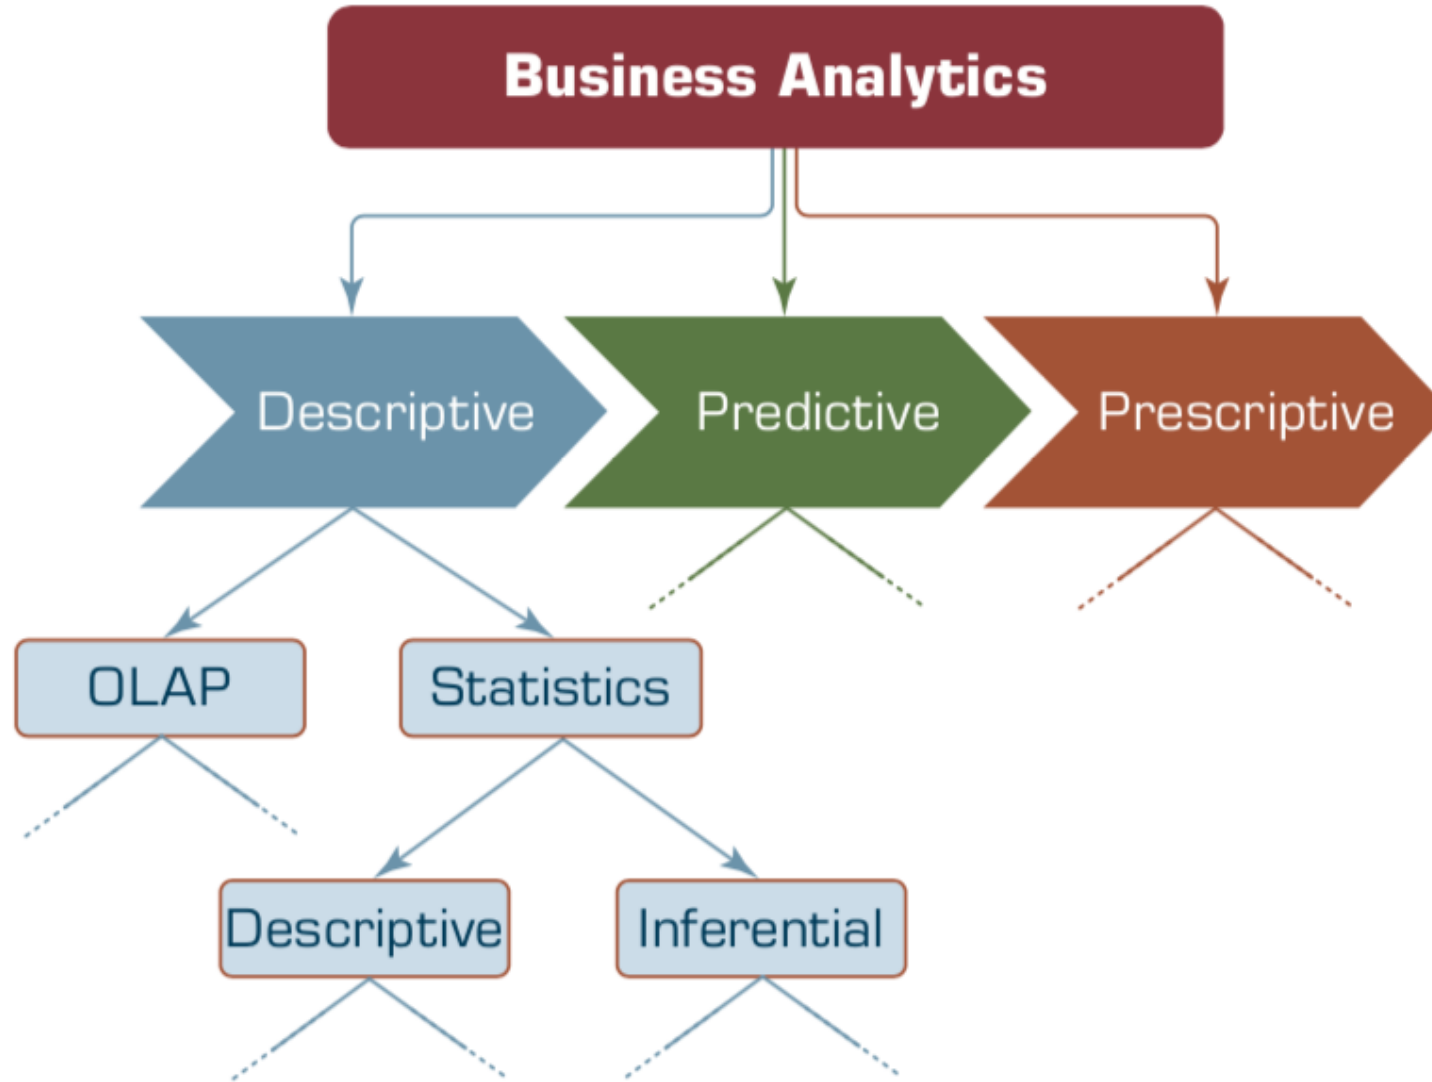 Business Analytics
Descriptive
Predictive
Prescriptive
OLAP
Statistics
Descriptive
Inferential